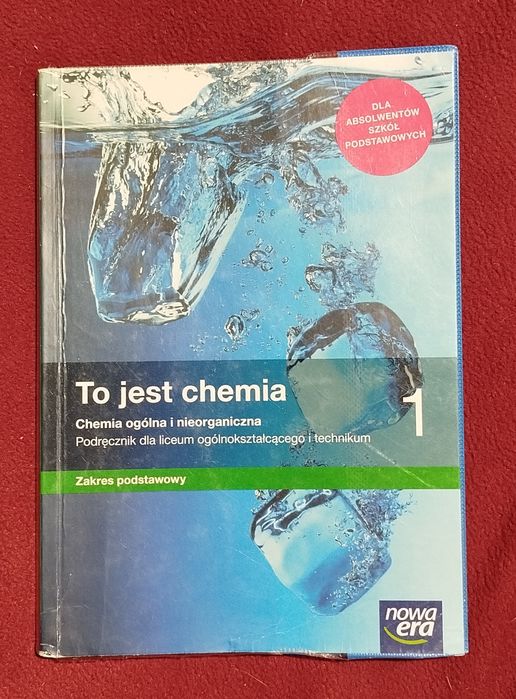 DLA
ABSOLWENTÓW
SZKÓŁ
PODSTAWOWYCH
To jest chemia
1
Chemia ogólna i nieorganiczna
Podręcznik dla liceum ogólnokształcącego i technikum
Zakres podstawowy
nowa
era